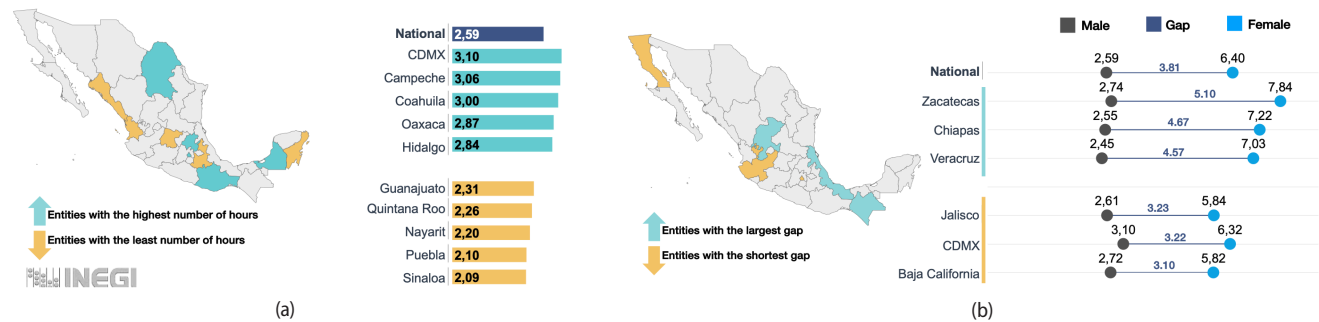 National 2,59
CDMX 3,10
Campeche 3,06
Coahuila 3,00
Oaxaca 2,87
Hidalgo 2,84
Guanajuato 2,31
Quintana Roo 2,26
Nayarit 2,20
Puebla 2,10
Sinaloa 2,09
Entities with the highest number of hours
Entities with the least number of hours
INEGI
(a)
Male Gap Female
National 2,59 3.81 6,40
Zacatecas 2,74 5.10 7,84
Chiapas 2,55 4.67 7,22
Veracruz 2,45 4.57 7,03
Jalisco 2,61 3.23 5,84
CDMX 3,10 3.22 6,32
Baja California 2,72 3.10 5,82
Entities with the largest gap
Entities with the shortest gap
(b)